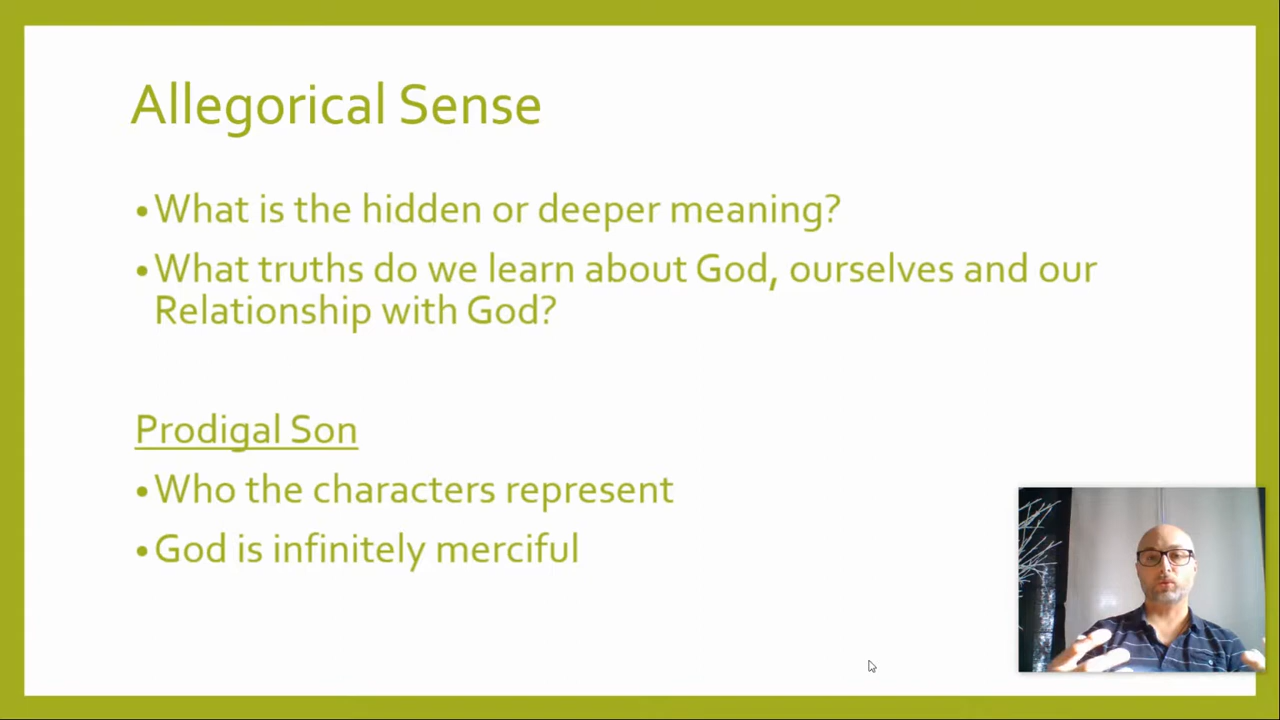 Allegorical Sense
•What is the hidden or deeper meaning?
•What truths do we learn about God, ourselves and our
Relationship with God?
Prodigal Son
•Who the characters represent
•God is infinitely merciful